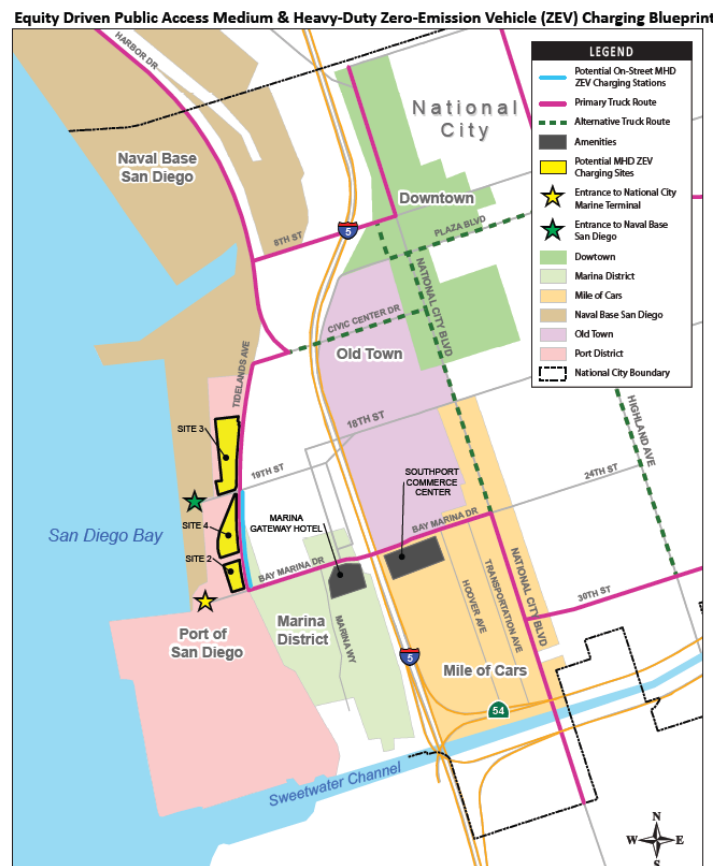 Equity Driven Public Access Medium & Heavy-Duty Zero-Emission Vehicle (ZEV) Charging Blueprint
LEGEND
Potential On-Street MHD
ZEV Charging Stations
Primary Truck Route
Alternative Truck Route
Amenities
Potential MHD ZEV
Charging Sites
Entrance to National City
Marine Terminal
Entrance to Naval Base
San Diego
Dowtown
Marina District
Mile of Cars
Naval Base San Diego
Old Town
Port District
National City Boundary
HARBOR DR
National
City
Naval Base
San Diego
Downtown
5
8TH ST
PLAZA BLVD
NATIONAL CITY BLVD
CIVIC CENTER DR
Old Town
TIDELANDS AVE
HIGHLAND AVE
18TH ST
SITE 3
19TH ST
24TH ST
SOUTHPORT
COMMERCE
CENTER
MARINA
GATEWAY HOTEL
San Diego Bay
SITE 4
BAY MARINA DR
SITE 2
BAY MARINA DR
30TH ST
Port of
San Diego
Marina
District
MARINA WY
HOOVER AVE
TRANSPORTATION AVE
NATIONAL CITY BLVD
5
Mile of Cars
54
Sweetwater Channel
N
W
E
S